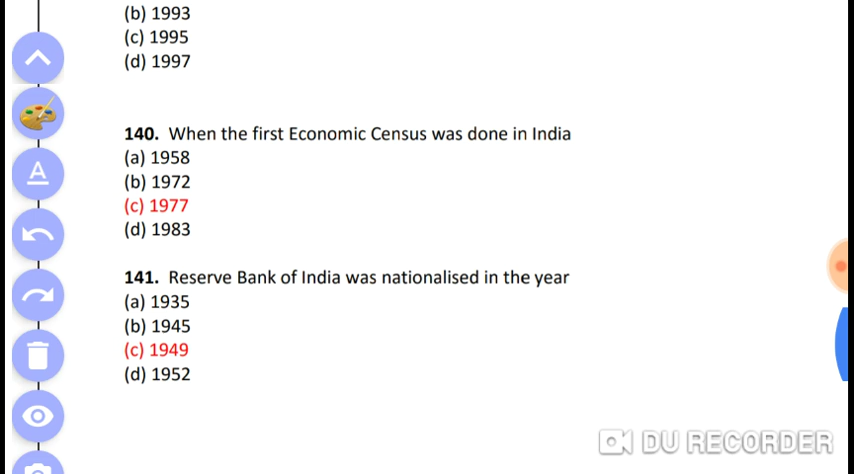 (b) 1993
(c) 1995
(d) 1997
140. When the first Economic Census was done in India
(a) 1958
(b) 1972
(c) 1977
(d) 1983
141. Reserve Bank of India was nationalised in the year
(a) 1935
(b) 1945
(c) 1949
(d) 1952
A
DU RECORDER